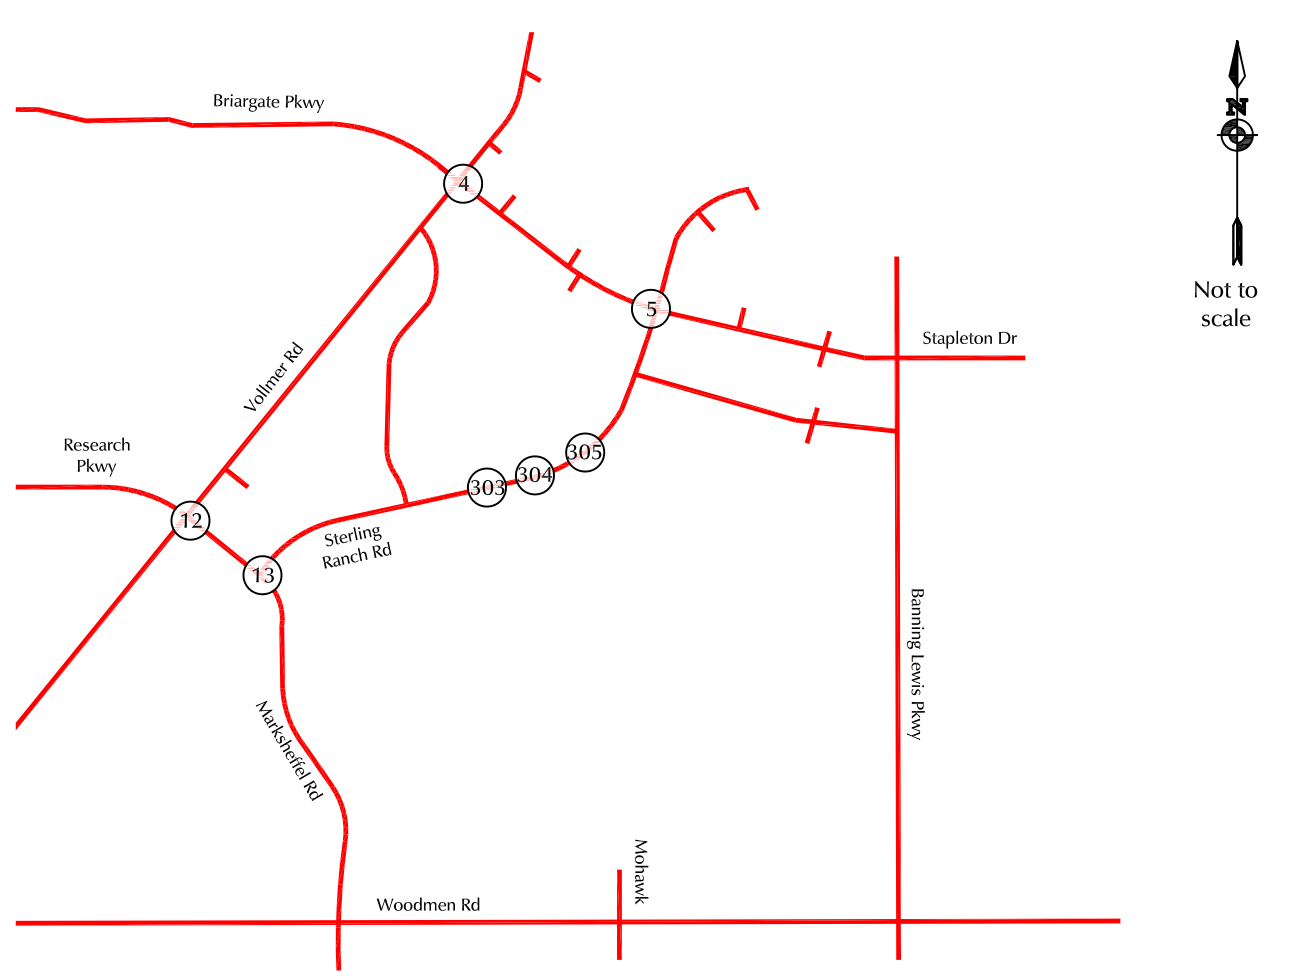 Briargate Pkwy
N
4
Not to
scale
5
Stapleton Dr
Vollmer Rd
Research
Pkwy
305
304
303
12
Sterling
Ranch Rd
13
Banning Lewis Pkwy
Marksheffel Rd
Mohawk
Woodmen Rd